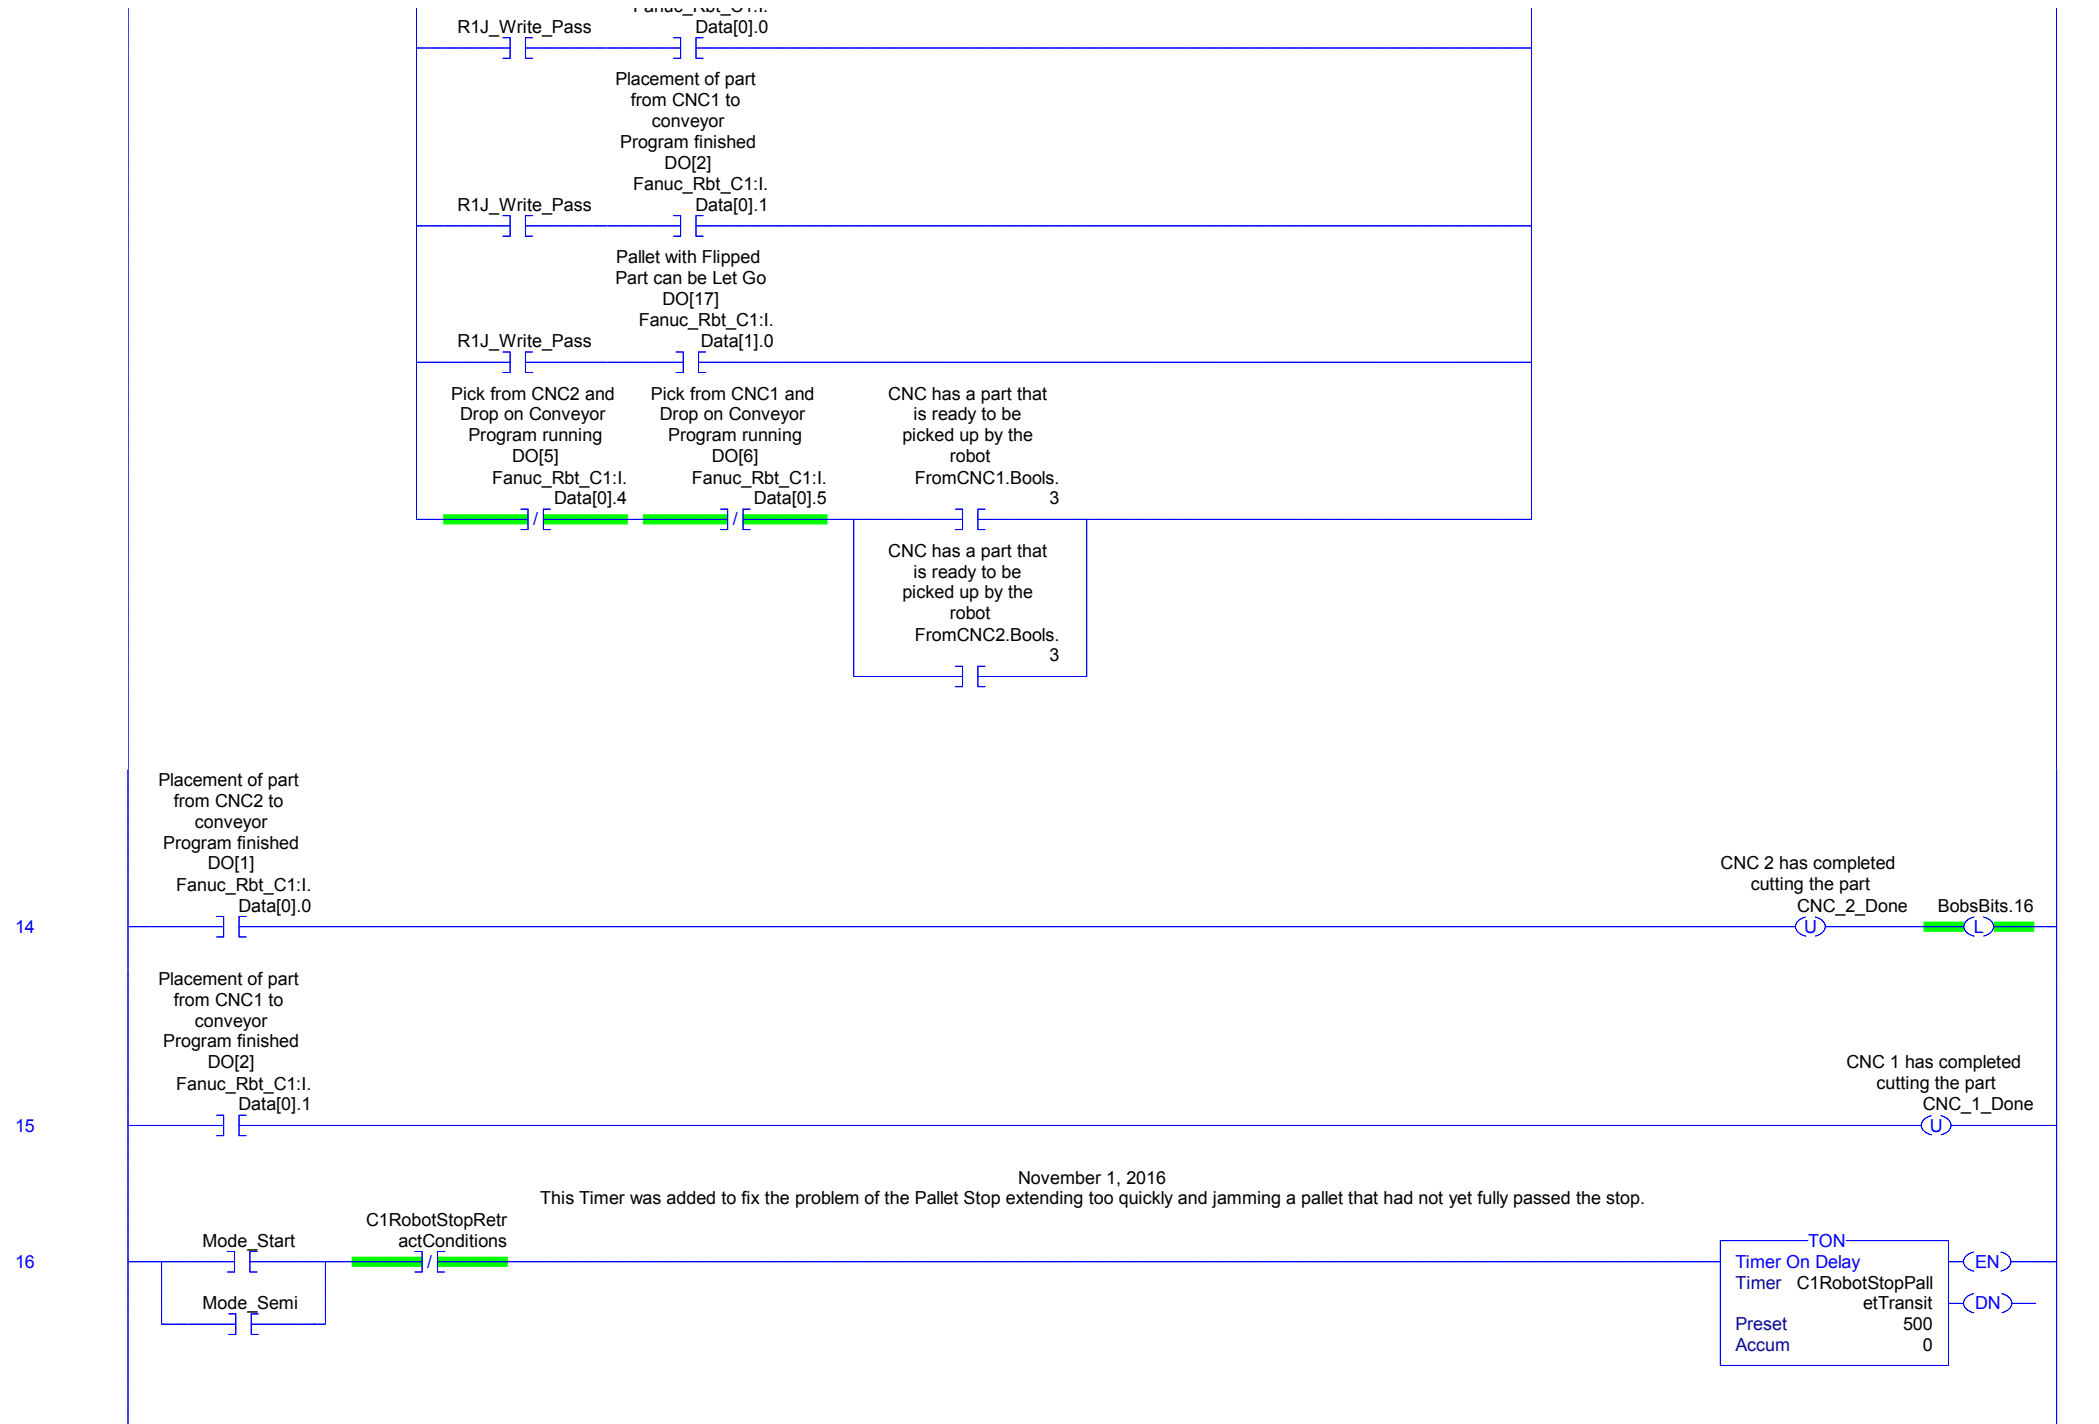 R1J_Write_Pass
Data[0].0
Placement of part
from CNC1 to
conveyor
Program finished
DO[2]
Fanuc_Rbt_C1:I.
R1J_Write_Pass
Data[0].1
Pallet with Flipped
Part can be Let Go
DO[17]
Fanuc_Rbt_C1:I.
R1J_Write_Pass
Data[1].0
Pick from CNC2 and
Drop on Conveyor
Program running
DO[5]
Fanuc_Rbt_C1:I.
Data[0].4
Pick from CNC1 and
Drop on Conveyor
Program running
DO[6]
Fanuc_Rbt_C1:I.
Data[0].5
CNC has a part that
is ready to be
picked up by the
robot
FromCNC1.Bools.
3
CNC has a part that
is ready to be
picked up by the
robot
FromCNC2.Bools.
3
14
Placement of part
from CNC2 to
conveyor
Program finished
DO[1]
Fanuc_Rbt_C1:I.
Data[0].0
CNC 2 has completed
cutting the part
CNC_2_Done
U
BobsBits.16
L
15
Placement of part
from CNC1 to
conveyor
Program finished
DO[2]
Fanuc_Rbt_C1:I.
Data[0].1
CNC 1 has completed
cutting the part
CNC_1_Done
U
November 1, 2016
This Timer was added to fix the problem of the Pallet Stop extending too quickly and jamming a pallet that had not yet fully passed the stop.
16
Mode_Start
Mode_Semi
C1RobotStopRetr
actConditions
TON
Timer On Delay
Timer C1RobotStopPall
etTransit
Preset 500
Accum 0
EN
DN